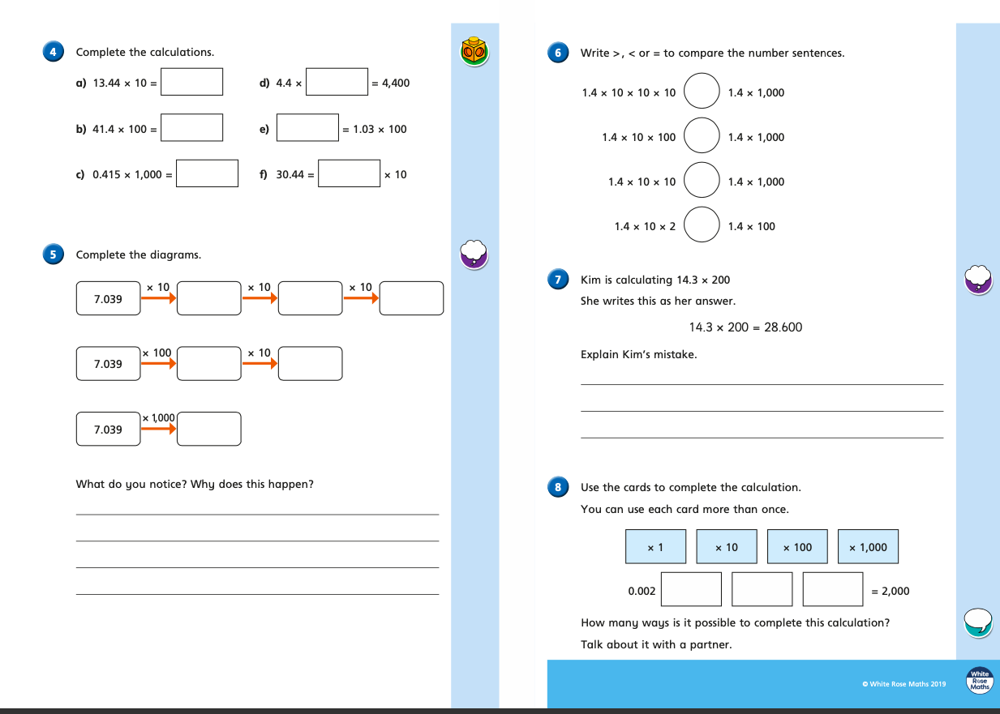 4 Complete the calculations.
a) 13.44 × 10 =
d) 4.4 × = 4,400
b) 41.4 × 100 =
e) = 1.03 × 100
c) 0.415 × 1,000 =
f) 30.44 = × 10
5 Complete the diagrams.
× 10 × 10 × 10
7.039
× 100 × 10
7.039
× 1,000
7.039
What do you notice? Why does this happen?
6 Write >, < or = to compare the number sentences.
1.4 × 10 × 10 × 10 1.4 × 1,000
1.4 × 10 × 100 1.4 × 1,000
1.4 × 10 × 10 1.4 × 1,000
1.4 × 10 × 2 1.4 × 100
7 Kim is calculating 14.3 × 200
She writes this as her answer.
14.3 × 200 = 28.600
Explain Kim's mistake.
8 Use the cards to complete the calculation.
You can use each card more than once.
× 1 × 10 × 100 × 1,000
0.002 = 2,000
How many ways is it possible to complete this calculation?
Talk about it with a partner.
© White Rose Maths 2019
White
Rose
Maths